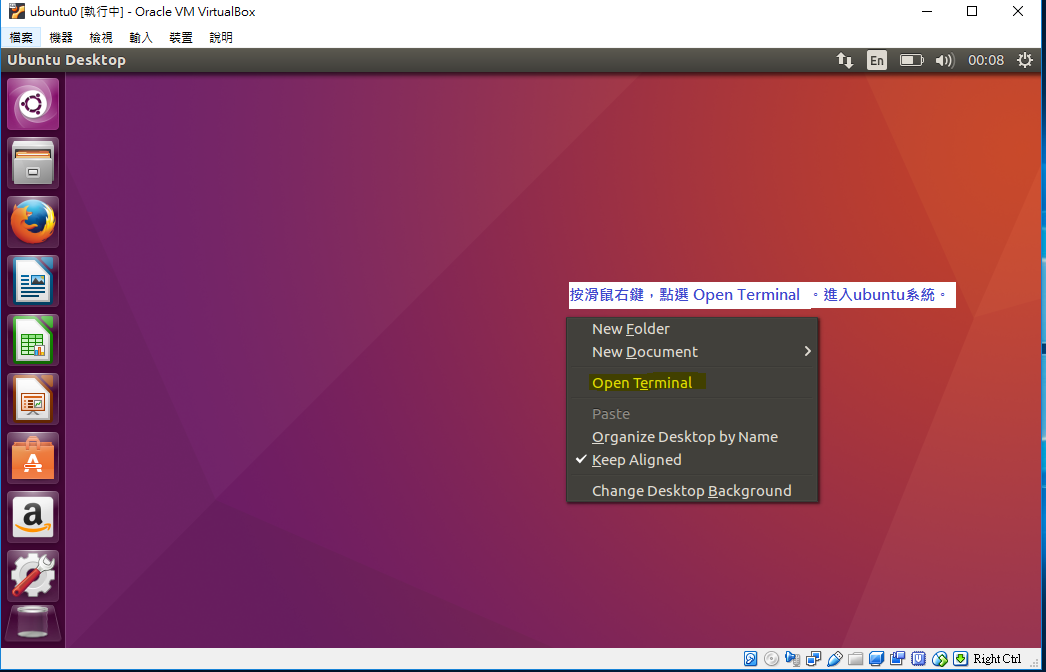 ubuntu0 [執行中] - Oracle VM VirtualBox
檔案 機器 檢視 輸入 裝置 說明
Ubuntu Desktop En 00:08
按滑鼠右鍵，點選 Open Terminal 。進入ubuntu系統。
New Folder
New Document
Open Terminal
Paste
Organize Desktop by Name
Keep Aligned
Change Desktop Background
A
a
Right Ctrl